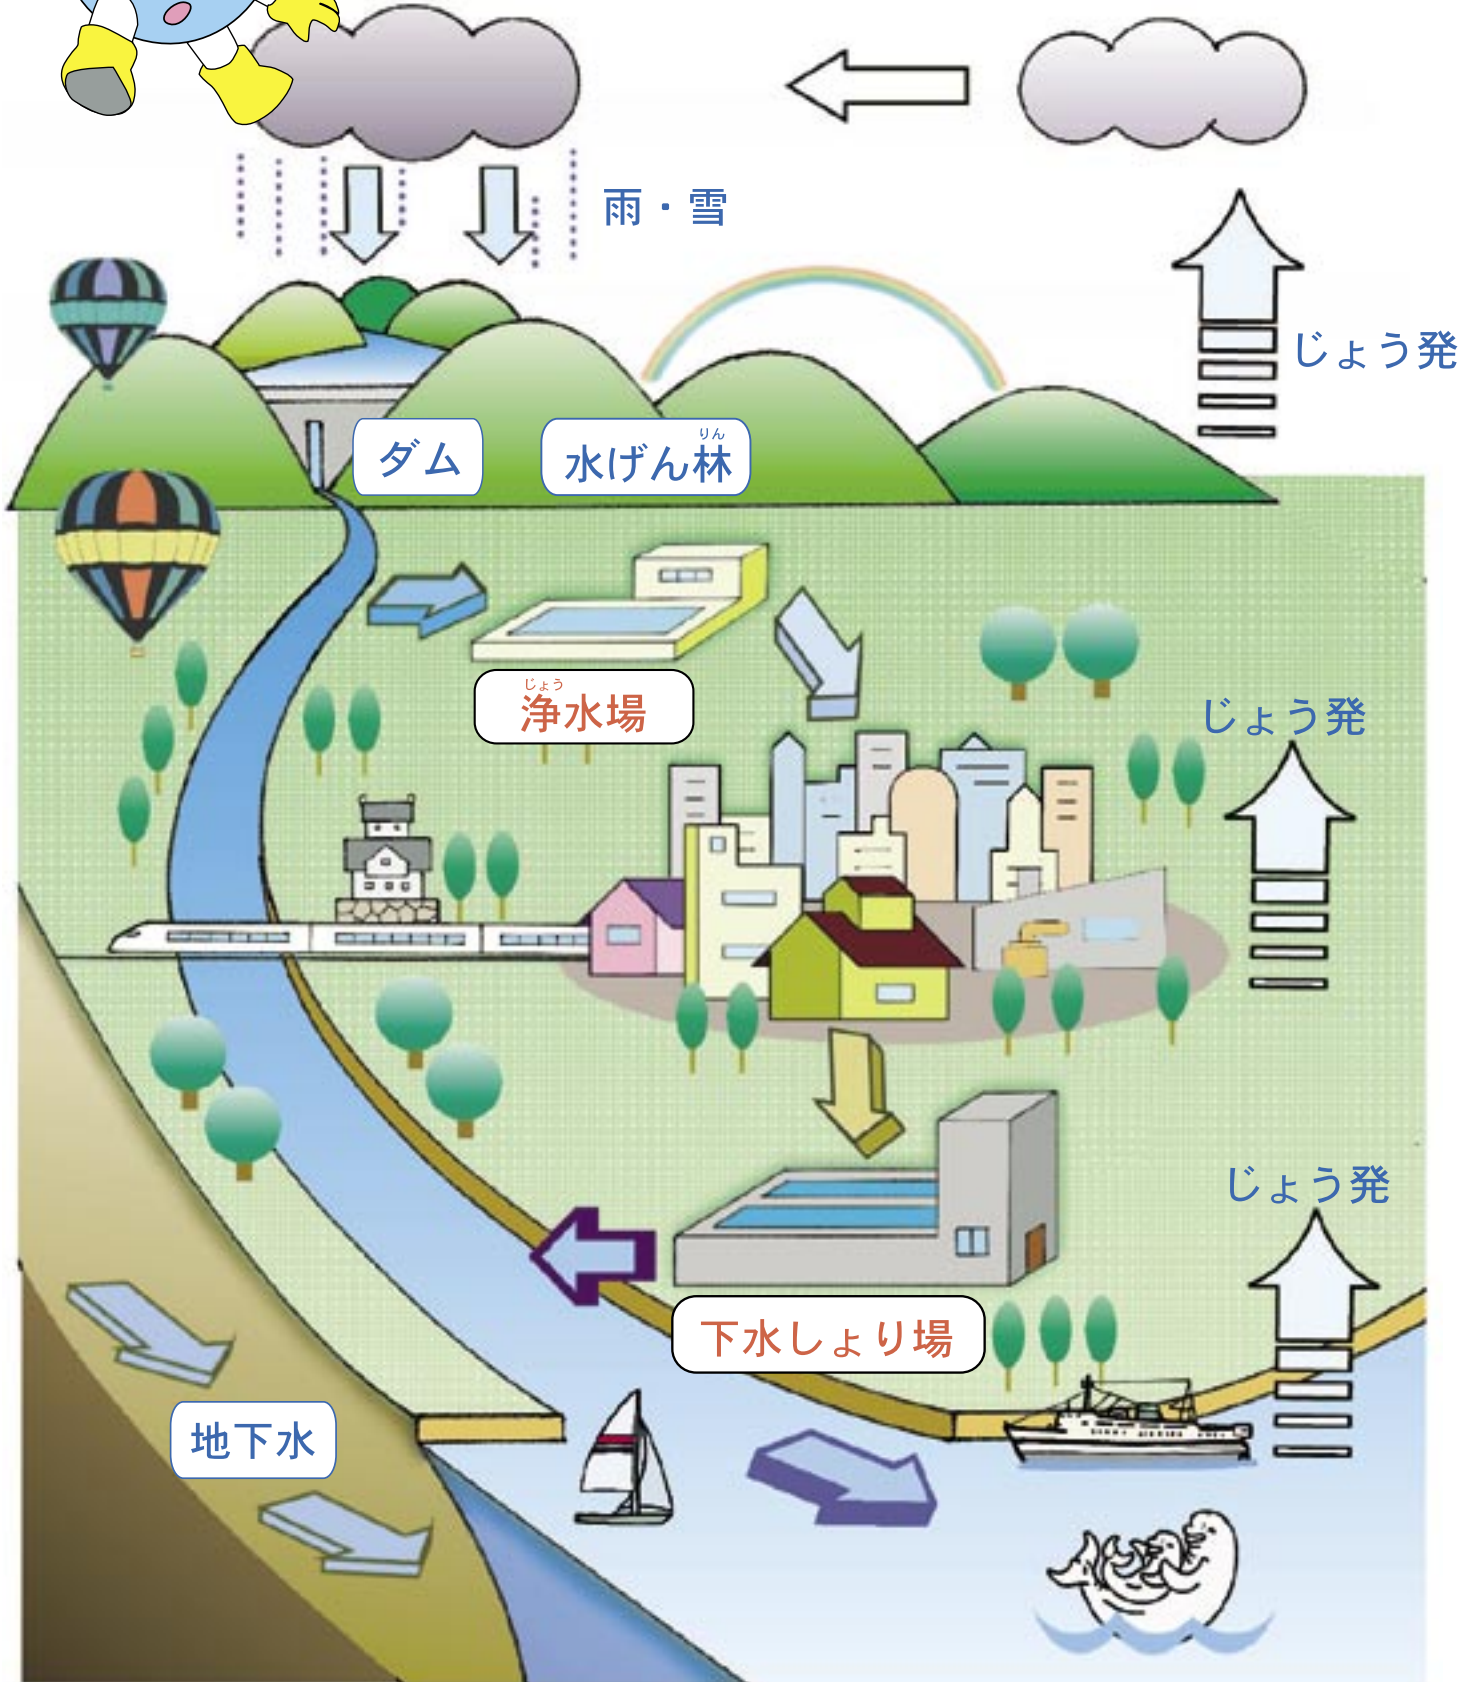 雨・雪
じょう発
ダム
りん
水げん林
じょう
浄水場
じょう発
じょう発
下水しょり場
地下水